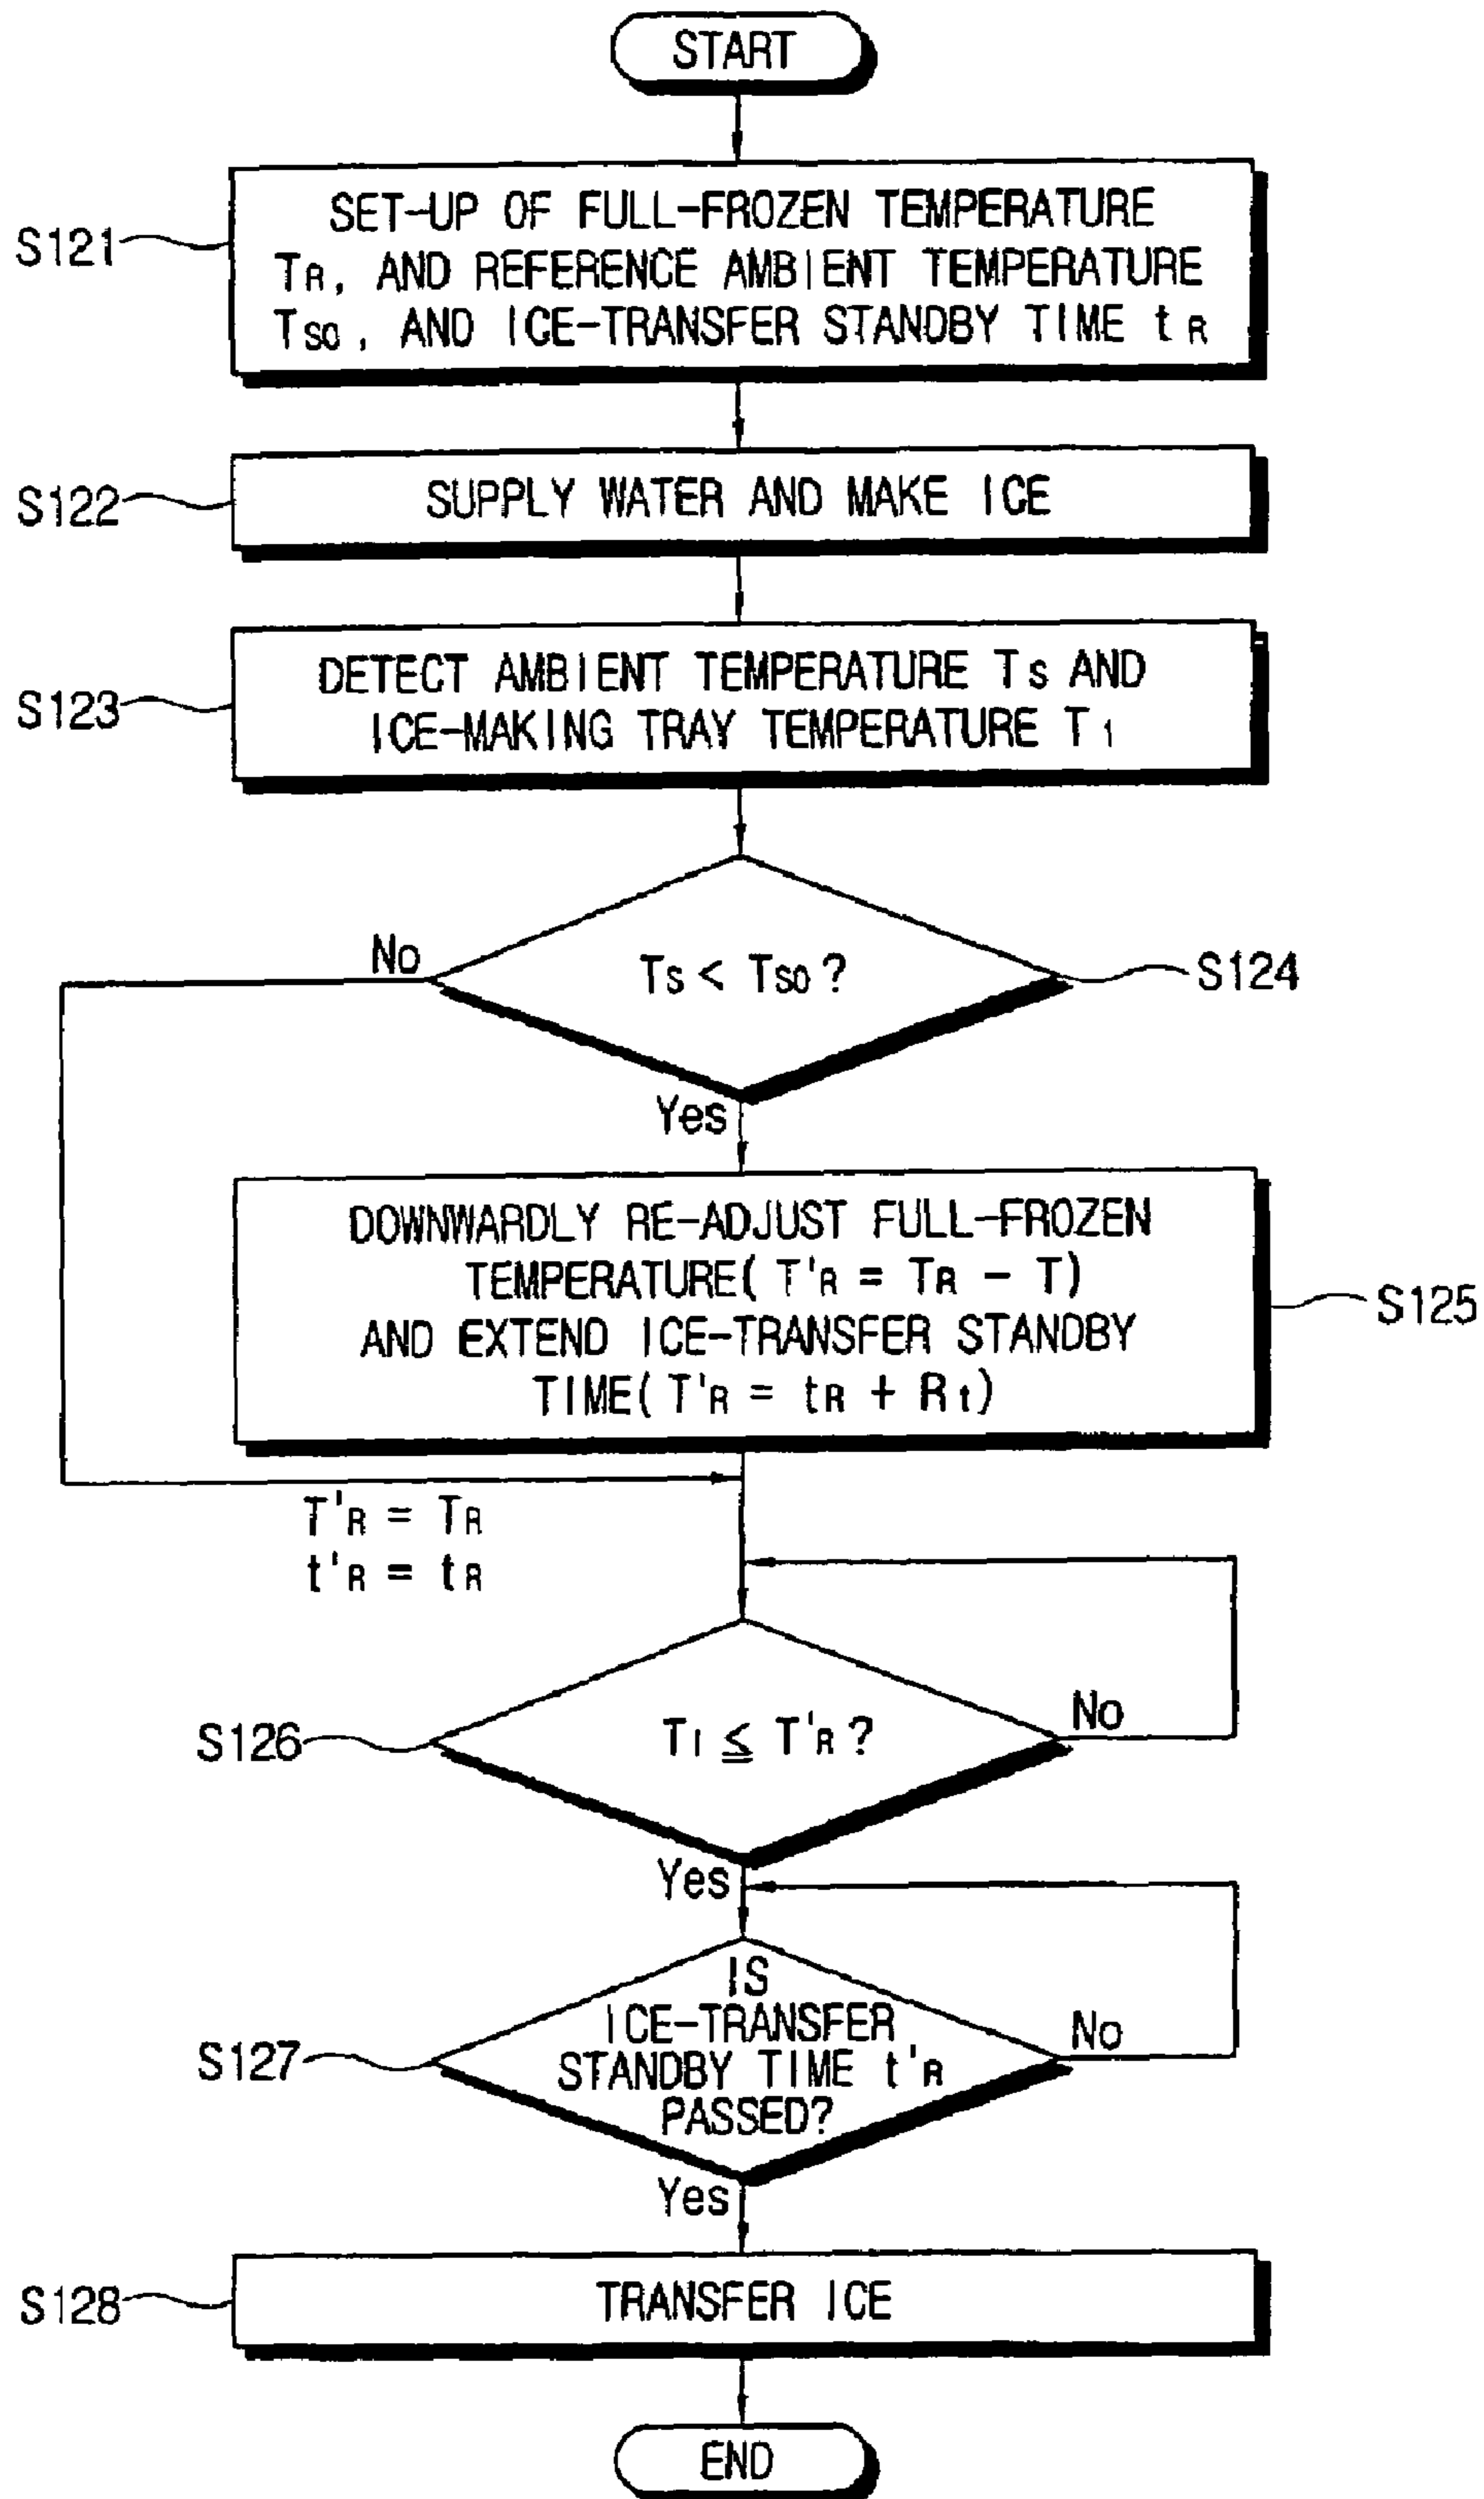 START
S121
SET-UP OF FULL-FROZEN TEMPERATURE
TR, AND REFERENCE AMBIENT TEMPERATURE
TSO, AND ICE-TRANSFER STANDBY TIME tR
S122
SUPPLY WATER AND MAKE ICE
S123
DETECT AMBIENT TEMPERATURE TS AND
ICE-MAKING TRAY TEMPERATURE T1
No
TS < TSO ?
S124
Yes
DOWNWARDLY RE-ADJUST FULL-FROZEN
TEMPERATURE( T'R = TR - T)
AND EXTEND ICE-TRANSFER STANDBY
TIME( T'R = tR + Rt)
S125
T'R = TR
t'R = tR
S126
TI ≦ T'R ?
No
Yes
S127
IS
ICE-TRANSFER
STANDBY TIME t'R
PASSED?
No
Yes
S128
TRANSFER ICE
END